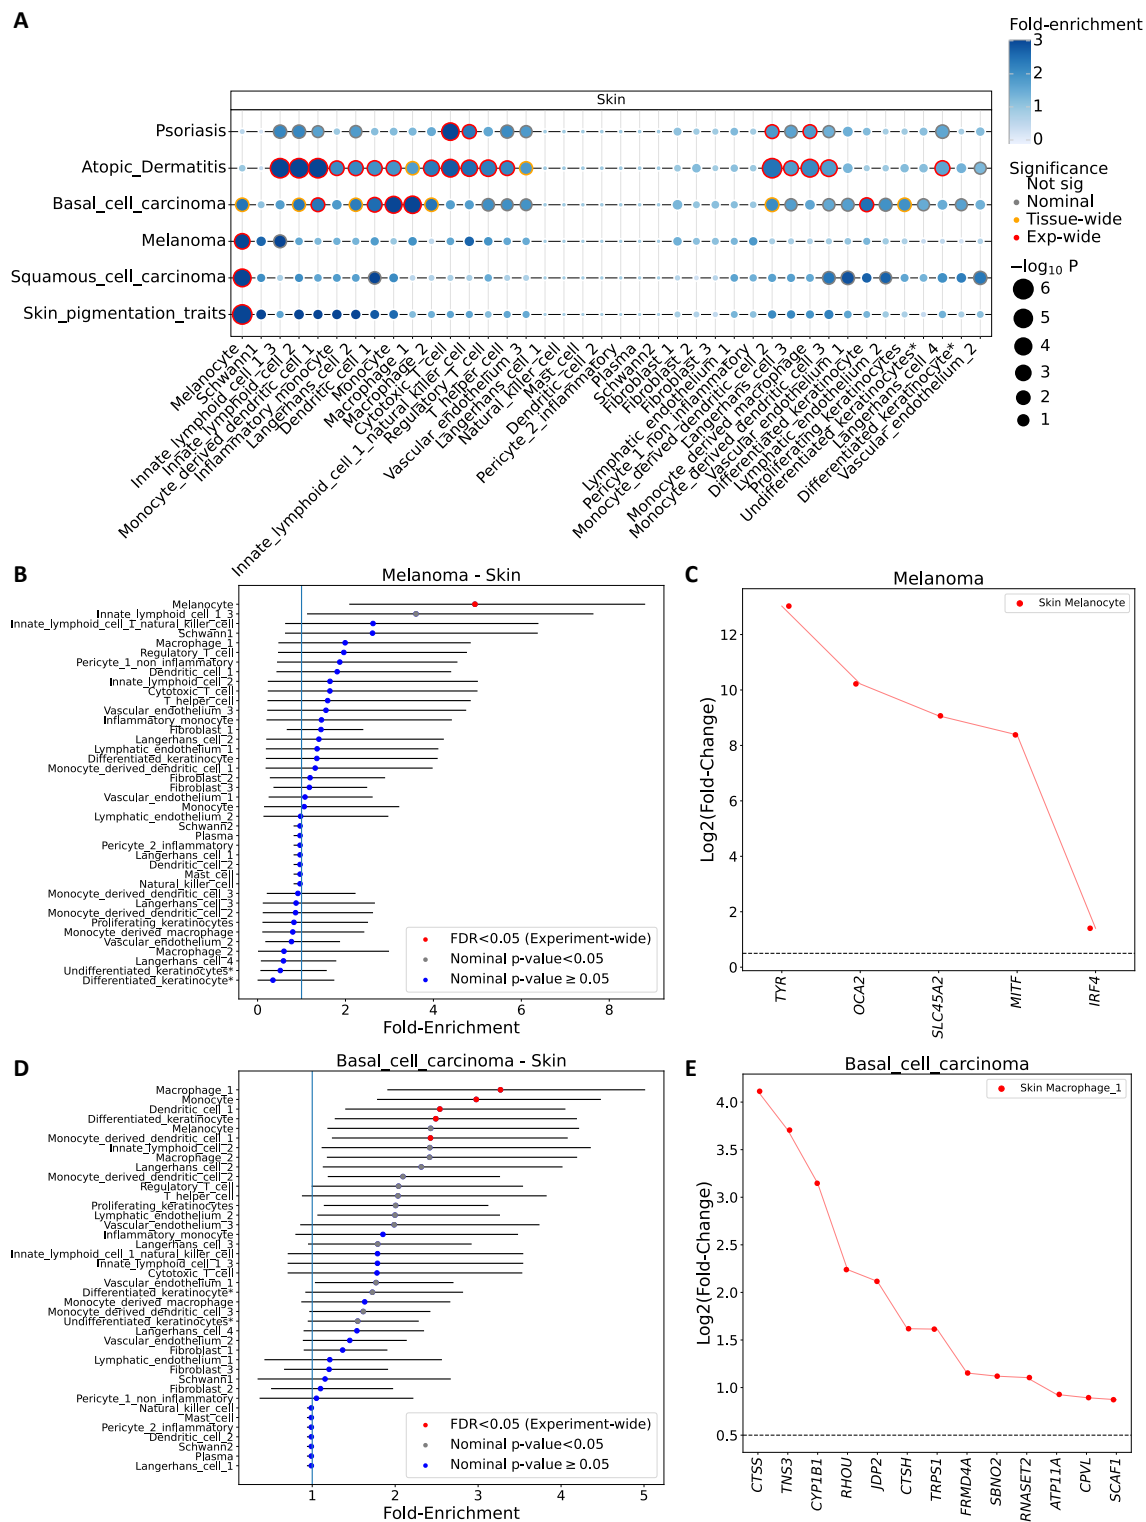 A
Skin
Psoriasis
Atopic_Dermatitis
Basal_cell_carcinoma
Melanoma
Squamous_cell_carcinoma
Skin_pigmentation_traits
Melanocyte
Schwann1
Innate_lymphoid_cell_1_3
Innate_lymphoid_cell_2
Monocyte_derived_dendritic_cell_1
Inflammatory_monocyte
Langerhans_cell_2
Dendritic_cell_1
Monocyte
Macrophage_1
Macrophage_2
Cytotoxic_T_cell
Innate_lymphoid_cell_1_natural_killer_cell
Regulatory_T_cell
T_helper_cell
Vascular_endothelium_3
Langerhans_cell_1
Natural_killer_cell
Mast_cell
Dendritic_cell_2
Pericyte_2_inflammatory
Plasma
Schwann2
Fibroblast_1
Fibroblast_2
Fibroblast_3
Lymphatic_endothelium_1
Pericyte_1_non_inflammatory
Monocyte_derived_dendritic_cell_2
Langerhans_cell_3
Monocyte_derived_macrophage
Monocyte_derived_dendritic_cell_3
Vascular_endothelium_1
Differentiated_keratinocyte
Lymphatic_endothelium_2
Proliferating_keratinocytes
Undifferentiated_keratinocytes*
Langerhans_cell_4
Differentiated_keratinocyte*
Vascular_endothelium_2
Fold-enrichment
3
2
1
0
Significance
Not sig
Nominal
Tissue-wide
Exp-wide
−log10 P
6
5
4
3
2
1
B
Melanoma - Skin
Melanocyte
Innate_lymphoid_cell_1_3
Innate_lymphoid_cell_1_natural_killer_cell
Schwann1
Macrophage_1
Regulatory_T_cell
Pericyte_1_non_inflammatory
Dendritic_cell_1
Innate_lymphoid_cell_2
Cytotoxic_T_cell
T_helper_cell
Vascular_endothelium_3
Inflammatory_monocyte
Fibroblast_1
Langerhans_cell_2
Lymphatic_endothelium_1
Differentiated_keratinocyte
Monocyte_derived_dendritic_cell_1
Fibroblast_2
Fibroblast_3
Vascular_endothelium_1
Monocyte
Lymphatic_endothelium_2
Schwann2
Plasma
Pericyte_2_inflammatory
Langerhans_cell_1
Dendritic_cell_2
Mast_cell
Natural_killer_cell
Monocyte_derived_dendritic_cell_3
Langerhans_cell_3
Monocyte_derived_dendritic_cell_2
Proliferating_keratinocytes
Monocyte_derived_macrophage
Vascular_endothelium_2
Macrophage_2
Langerhans_cell_4
Undifferentiated_keratinocytes*
Differentiated_keratinocyte*
FDR<0.05 (Experiment-wide)
Nominal p-value<0.05
Nominal p-value ≥ 0.05
0 2 4 6 8
Fold-Enrichment
C
Melanoma
Skin Melanocyte
Log2(Fold-Change)
12
10
8
6
4
2
0
TYR
OCA2
SLC45A2
MITF
IRF4
D
Basal_cell_carcinoma - Skin
Macrophage_1
Monocyte
Dendritic_cell_1
Differentiated_keratinocyte
Melanocyte
Monocyte_derived_dendritic_cell_1
Innate_lymphoid_cell_2
Macrophage_2
Langerhans_cell_2
Monocyte_derived_dendritic_cell_2
Regulatory_T_cell
T_helper_cell
Proliferating_keratinocytes
Lymphatic_endothelium_2
Vascular_endothelium_3
Inflammatory_monocyte
Langerhans_cell_3
Innate_lymphoid_cell_1_natural_killer_cell
Innate_lymphoid_cell_1_3
Cytotoxic_T_cell
Vascular_endothelium_1
Differentiated_keratinocyte*
Monocyte_derived_macrophage
Monocyte_derived_dendritic_cell_3
Undifferentiated_keratinocytes*
Langerhans_cell_4
Vascular_endothelium_2
Fibroblast_1
Lymphatic_endothelium_1
Fibroblast_3
Schwann1
Fibroblast_2
Pericyte_1_non_inflammatory
Natural_killer_cell
Mast_cell
Pericyte_2_inflammatory
Dendritic_cell_2
Schwann2
Plasma
Langerhans_cell_1
FDR<0.05 (Experiment-wide)
Nominal p-value<0.05
Nominal p-value ≥ 0.05
1 2 3 4 5
Fold-Enrichment
E
Basal_cell_carcinoma
Skin Macrophage_1
Log2(Fold-Change)
4.0
3.5
3.0
2.5
2.0
1.5
1.0
0.5
CTSS
TNS3
CYP1B1
RHOU
JDP2
CTSH
TRPS1
FRMD4A
SBNO2
RNASET2
ATP11A
CPVL
SCAF1